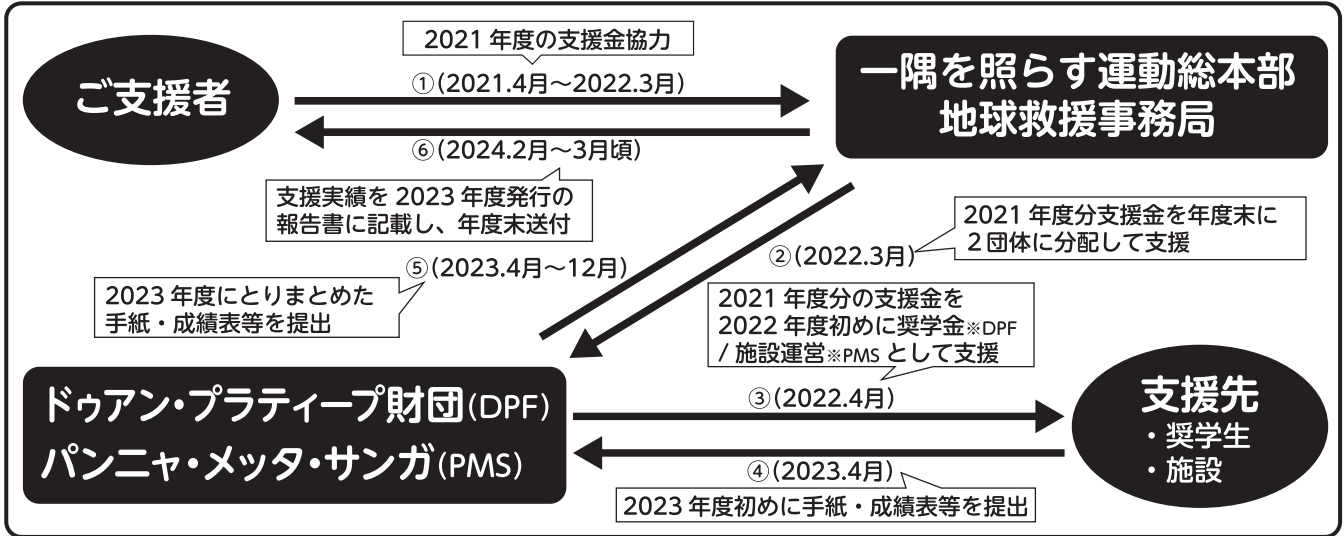 2021 年度の支援金協力
ご支援者
①(2021.4月～2022.3月)
一隅を照らす運動総本部
地球救援事務局
⑥(2024.2月～3月頃)
支援実績を 2023 年度発行の
報告書に記載し、年度末送付
2021 年度分支援金を年度末に
２団体に分配して支援
②(2022.3月)
⑤(2023.4月～12月)
2023 年度にとりまとめた
手紙・成績表等を提出
2021 年度分の支援金を
2022 年度初めに奨学金※DPF
/ 施設運営※PMS として支援
ドゥアン・プラティープ財団(DPF)
パンニャ・メッタ・サンガ(PMS)
③(2022.4月)
支援先
・奨学生
・施設
④(2023.4月)
2023 年度初めに手紙・成績表等を提出